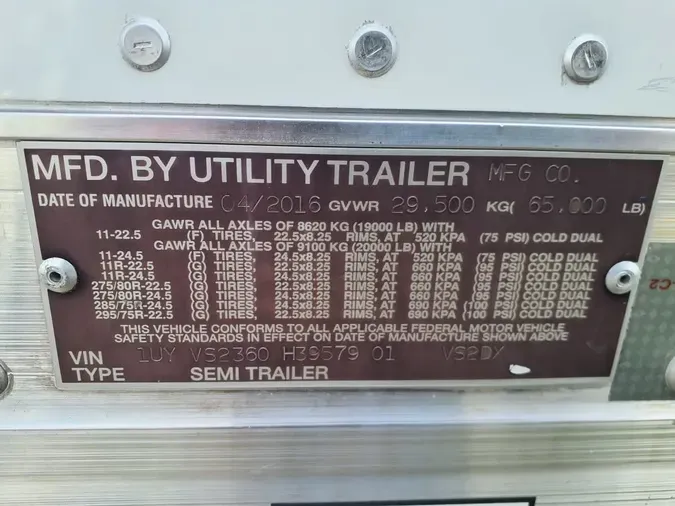 MFD. BY UTILITY TRAILER MFG CO.
DATE OF MANUFACTURE 04/2016 GVWR 29,500 KG( 65,000 LB)
GAWR ALL AXLES OF 8620 KG (19000 LB) WITH
11-22.5 (F) TIRES, 22.5x8.25 RIMS, AT 520 KPA (75 PSI) COLD DUAL
GAWR ALL AXLES OF 9100 KG (20000 LB) WITH
11-24.5 (F) TIRES, 24.5x8.25 RIMS, AT 520 KPA (75 PSI) COLD DUAL
11R-22.5 (G) TIRES, 22.5x8.25 RIMS, AT 660 KPA (95 PSI) COLD DUAL
11R-24.5 (G) TIRES, 24.5x8.25 RIMS, AT 660 KPA (95 PSI) COLD DUAL
275/80R-22.5 (G) TIRES, 22.5x8.25 RIMS, AT 660 KPA (95 PSI) COLD DUAL
275/80R-24.5 (G) TIRES, 24.5x8.25 RIMS, AT 660 KPA (95 PSI) COLD DUAL
285/75R-24.5 (G) TIRES, 24.5x8.25 RIMS, AT 690 KPA (100 PSI) COLD DUAL
295/75R-22.5 (G) TIRES, 22.5x8.25 RIMS, AT 690 KPA (100 PSI) COLD DUAL
THIS VEHICLE CONFORMS TO ALL APPLICABLE FEDERAL MOTOR VEHICLE
SAFETY STANDARDS IN EFFECT ON DATE OF MANUFACTURE SHOWN ABOVE
VIN 1UY VS2360 H39579 01 VS2DX
TYPE SEMI TRAILER
-C2